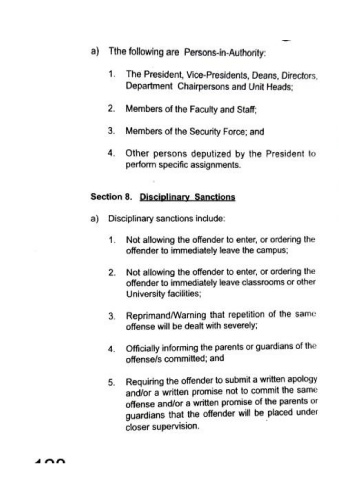 a) Tthe following are Persons-in-Authority:
1. The President, Vice-Presidents, Deans, Directors,
Department Chairpersons and Unit Heads;
2. Members of the Faculty and Staff;
3. Members of the Security Force; and
4. Other persons deputized by the President to
perform specific assignments.
Section 8. Disciplinary Sanctions
a) Disciplinary sanctions include:
1. Not allowing the offender to enter, or ordering the
offender to immediately leave the campus;
2. Not allowing the offender to enter, or ordering the
offender to immediately leave classrooms or other
University facilities;
3. Reprimand/Warning that repetition of the same
offense will be dealt with severely;
4. Officially informing the parents or guardians of the
offense/s committed; and
5. Requiring the offender to submit a written apology
and/or a written promise not to commit the same
offense and/or a written promise of the parents or
guardians that the offender will be placed under
closer supervision.